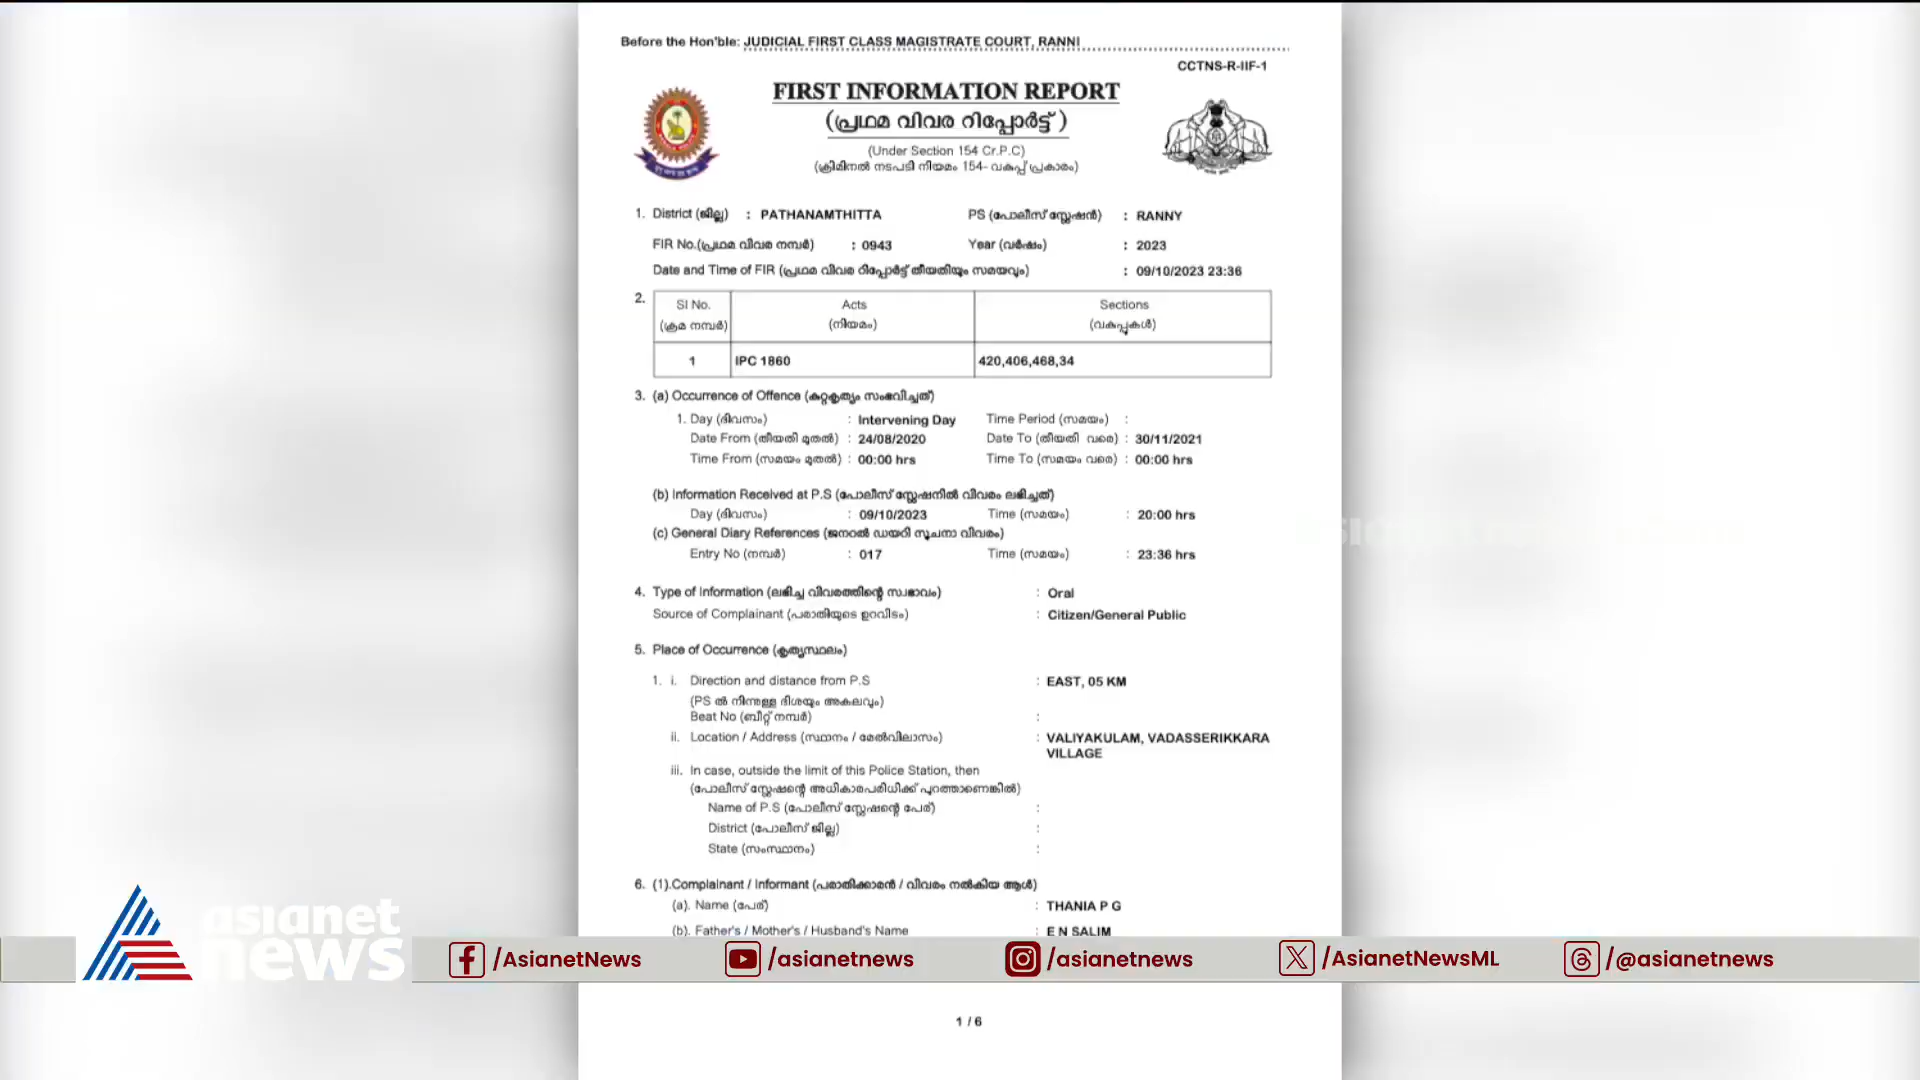 Before the Hon'ble: JUDICIAL FIRST CLASS MAGISTRATE COURT, RANNI
CCTNS-R-IIF-1
FIRST INFORMATION REPORT
(പ്രഥമ വിവര റിപ്പോർട്ട് )
(Under Section 154 Cr.P.C)
(ക്രിമിനൽ നടപടി നിയമം 154- വകുപ്പ് പ്രകാരം)
1. District (ജില്ല) : PATHANAMTHITTA PS (പോലീസ് സ്റ്റേഷൻ) : RANNY
FIR No.(പ്രഥമ വിവര നമ്പർ) : 0943 Year (വർഷം) : 2023
Date and Time of FIR (പ്രഥമ വിവര റിപ്പോർട്ട് തീയതിയും സമയവും) : 09/10/2023 23:36
2. Sl No. Acts Sections
(ക്രമ നമ്പർ) (നിയമം) (വകുപ്പുകൾ)
1 IPC 1860 420,406,468,34
3. (a) Occurrence of Offence (കുറ്റകൃത്യം സംഭവിച്ചത്)
1. Day (ദിവസം) : Intervening Day Time Period (സമയം) :
Date From (തീയതി മുതൽ) : 24/08/2020 Date To (തീയതി വരെ) : 30/11/2021
Time From (സമയം മുതൽ) : 00:00 hrs Time To (സമയം വരെ) : 00:00 hrs
(b) Information Received at P.S (പോലീസ് സ്റ്റേഷനിൽ വിവരം ലഭിച്ചത്)
Day (ദിവസം) : 09/10/2023 Time (സമയം) : 20:00 hrs
(c) General Diary References (ജനറൽ ഡയറി സൂചനാ വിവരം)
Entry No (നമ്പർ) : 017 Time (സമയം) : 23:36 hrs
4. Type of Information (ലഭിച്ച വിവരത്തിന്റെ സ്വഭാവം) : Oral
Source of Complainant (പരാതിയുടെ ഉറവിടം) : Citizen/General Public
5. Place of Occurrence (കൃത്യസ്ഥലം)
1. i. Direction and distance from P.S : EAST, 05 KM
(PS ൽ നിന്നുള്ള ദിശയും അകലവും)
Beat No (ബീറ്റ് നമ്പർ) :
ii. Location / Address (സ്ഥാനം / മേൽവിലാസം) : VALIYAKULAM, VADASSERIKKARA
VILLAGE
iii. In case, outside the limit of this Police Station, then
(പോലീസ് സ്റ്റേഷന്റെ അധികാരപരിധിക്ക് പുറത്താണെങ്കിൽ)
Name of P.S (പോലീസ് സ്റ്റേഷന്റെ പേര്) :
District (പോലീസ് ജില്ല) :
State (സംസ്ഥാനം) :
6. (1).Complainant / Informant (പരാതിക്കാരൻ / വിവരം നൽകിയ ആൾ)
(a). Name (പേര്) : THANIA P G
(b). Father's / Mother's / Husband's Name : E N SALIM
asianet
news
/AsianetNews /asianetnews /asianetnews /AsianetNewsML /@asianetnews
1 / 6